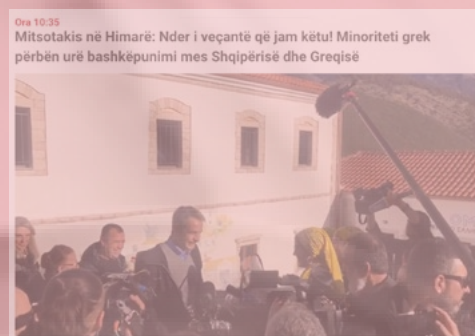 Ora 10:35
Mitsotakis në Himarë: Nder i veçantë që jam këtu! Minoriteti grek
përbën urë bashkëpunimi mes Shqipërisë dhe Greqisë